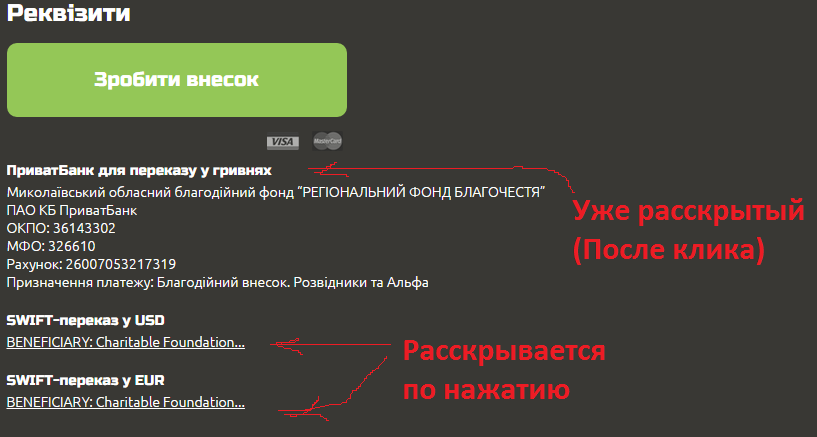 Реквізити
Зробити внесок
VISA MasterCard
ПриватБанк для переказу у гривнях
Миколаївський обласний благодійний фонд “РЕГІОНАЛЬНИЙ ФОНД БЛАГОЧЕСТЯ”
ПАО КБ ПриватБанк
ОКПО: 36143302
МФО: 326610
Рахунок: 26007053217319
Призначення платежу: Благодійний внесок. Розвідники та Альфа
Уже расскрытый
(После клика)
SWIFT-переказ у USD
BENEFICIARY: Charitable Foundation...
Расскрывается
по нажатию
SWIFT-переказ у EUR
BENEFICIARY: Charitable Foundation...